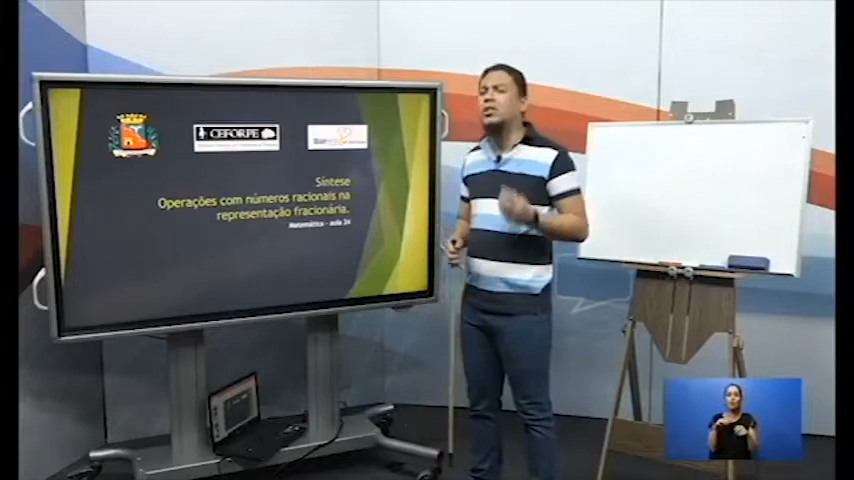 CEFORPE
Síntese
Operações com números racionais na
representação fracionária.
Matemática - aula 24